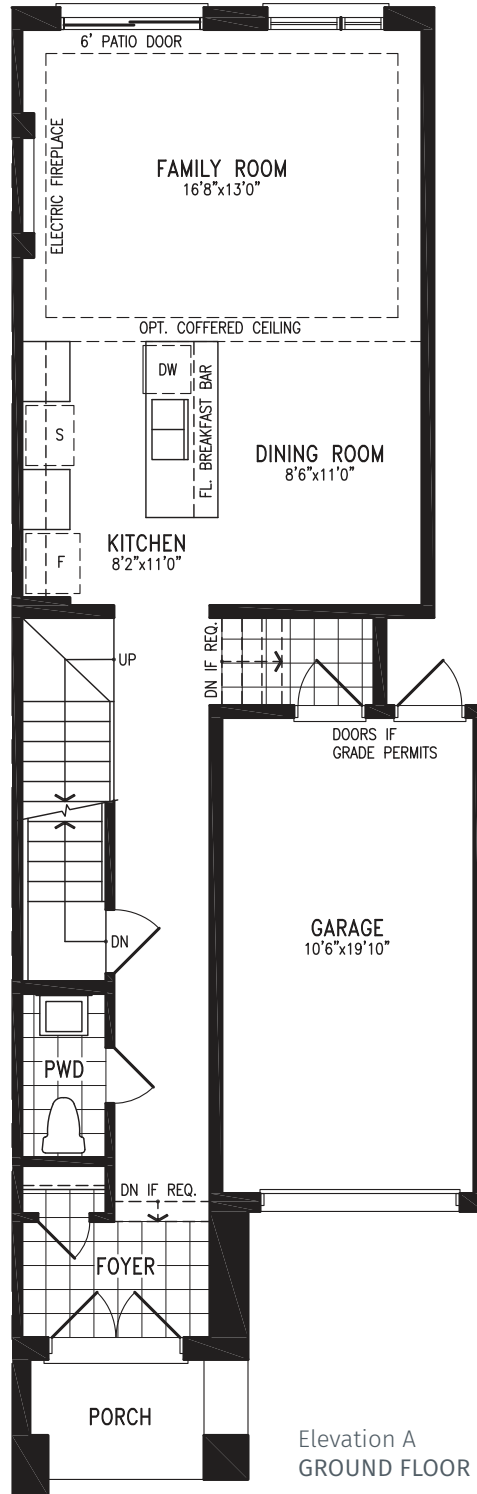 6' PATIO DOOR
ELECTRIC FIREPLACE
FAMILY ROOM
16'8"x13'0"
OPT. COFFERED CEILING
DW
S
FL. BREAKFAST BAR
DINING ROOM
8'6"x11'0"
KITCHEN
8'2"x11'0"
F
UP
DN IF REQ.
DOORS IF
GRADE PERMITS
GARAGE
10'6"x19'10"
DN
PWD
DN IF REQ.
FOYER
PORCH
Elevation A
GROUND FLOOR